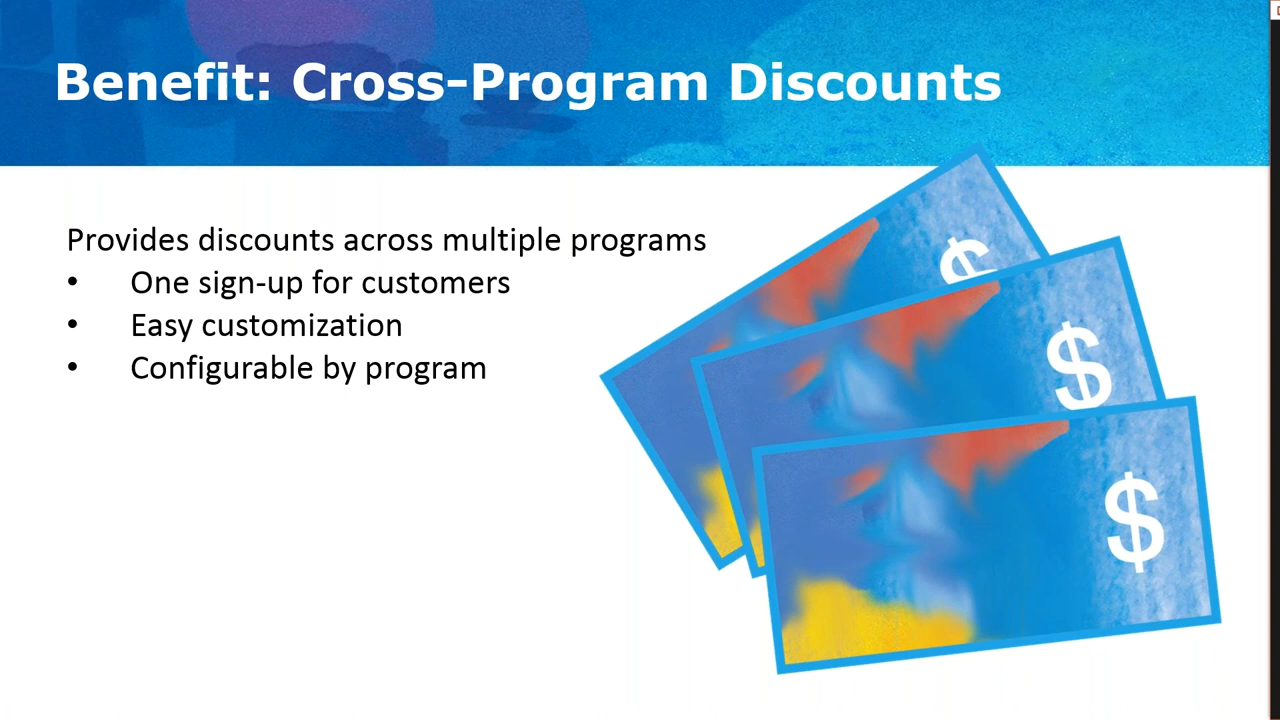 Benefit: Cross-Program Discounts
Provides discounts across multiple programs
• One sign-up for customers
• Easy customization
• Configurable by program
$
$
$